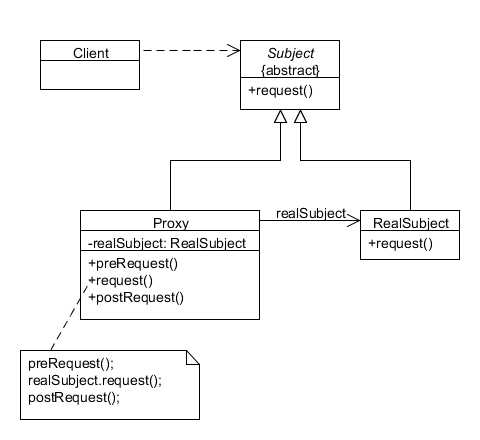 Client
Subject
{abstract}
+request()
realSubject
Proxy
-realSubject: RealSubject
+preRequest()
+request()
+postRequest()
RealSubject
+request()
preRequest();
realSubject.request();
postRequest();